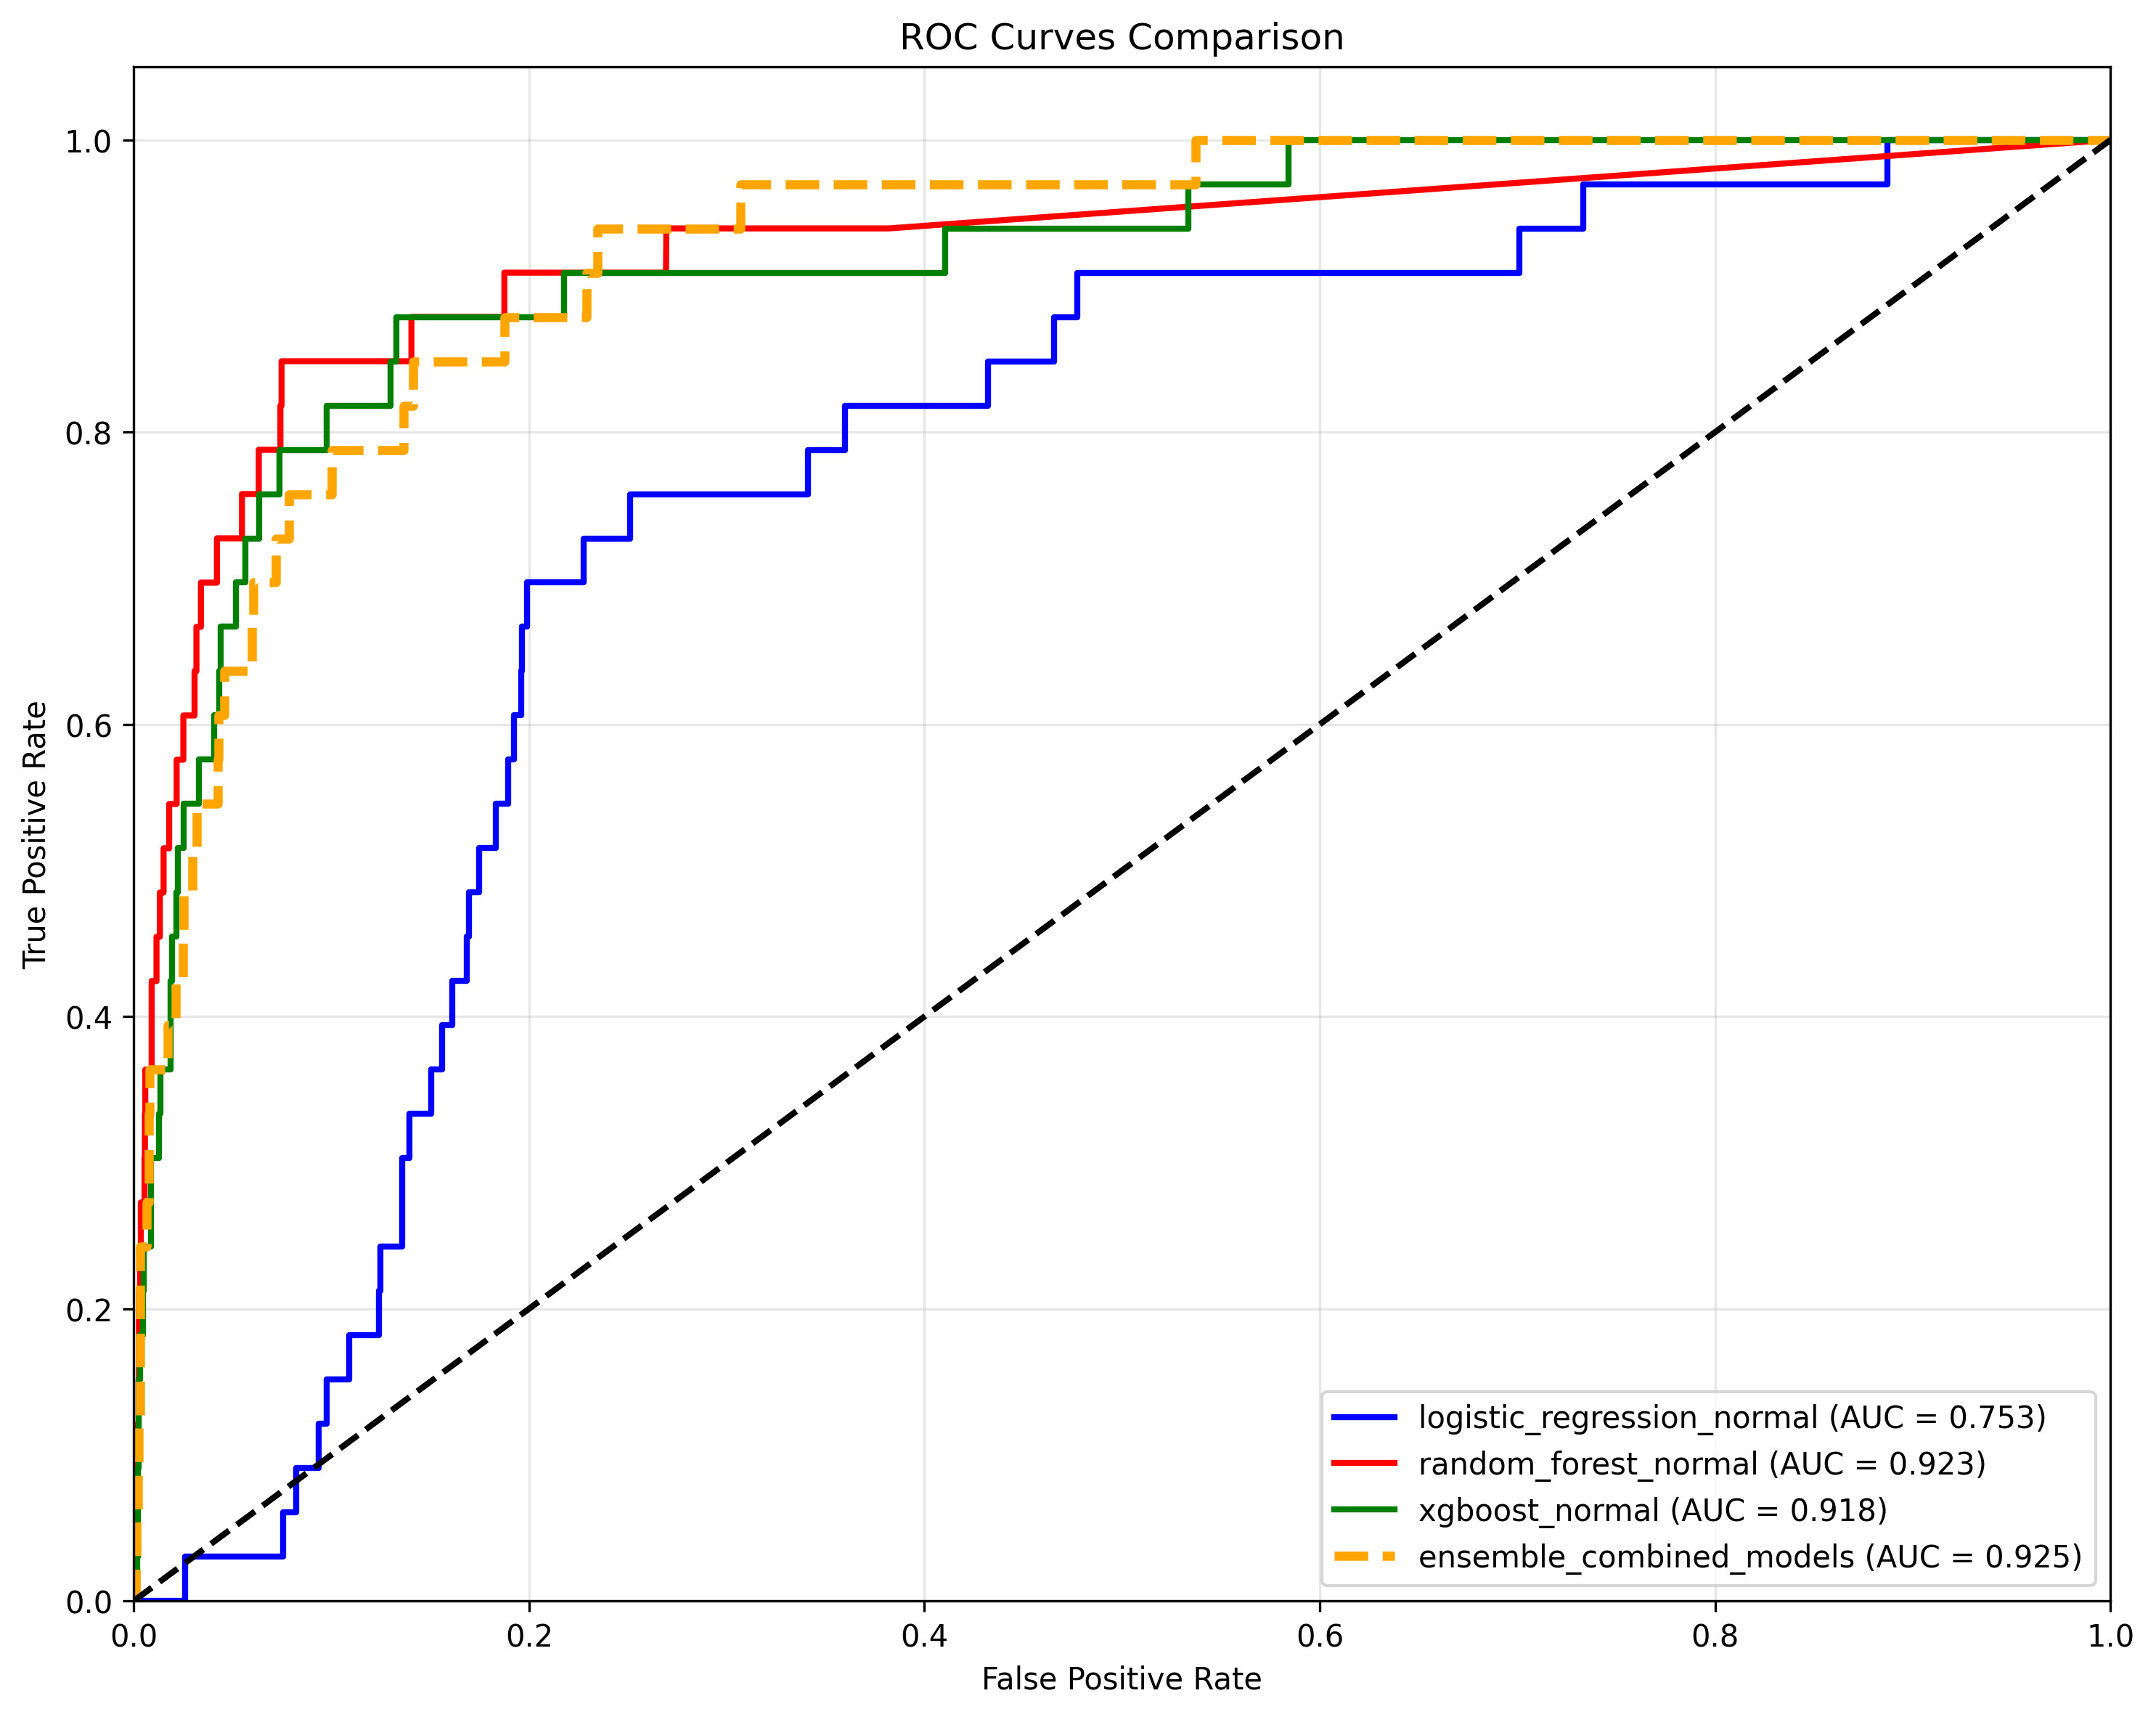 ROC Curves Comparison
True Positive Rate
1.0
0.8
0.6
0.4
0.2
0.0
0.0 0.2 0.4 0.6 0.8 1.0
False Positive Rate
logistic_regression_normal (AUC = 0.753)
random_forest_normal (AUC = 0.923)
xgboost_normal (AUC = 0.918)
ensemble_combined_models (AUC = 0.925)